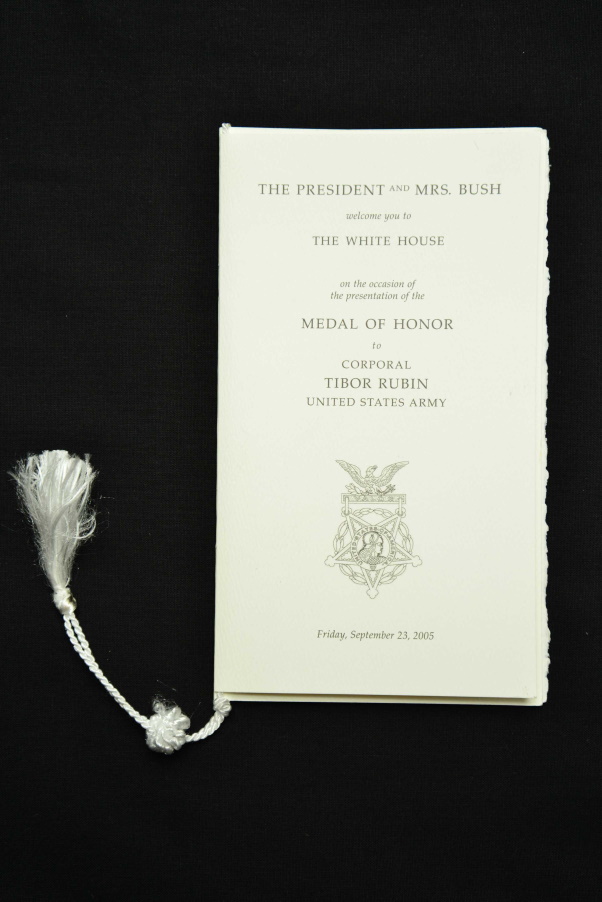 THE PRESIDENT AND MRS. BUSH
welcome you to
THE WHITE HOUSE
on the occasion of
the presentation of the
MEDAL OF HONOR
to
CORPORAL
TIBOR RUBIN
UNITED STATES ARMY
VALOR
Friday, September 23, 2005